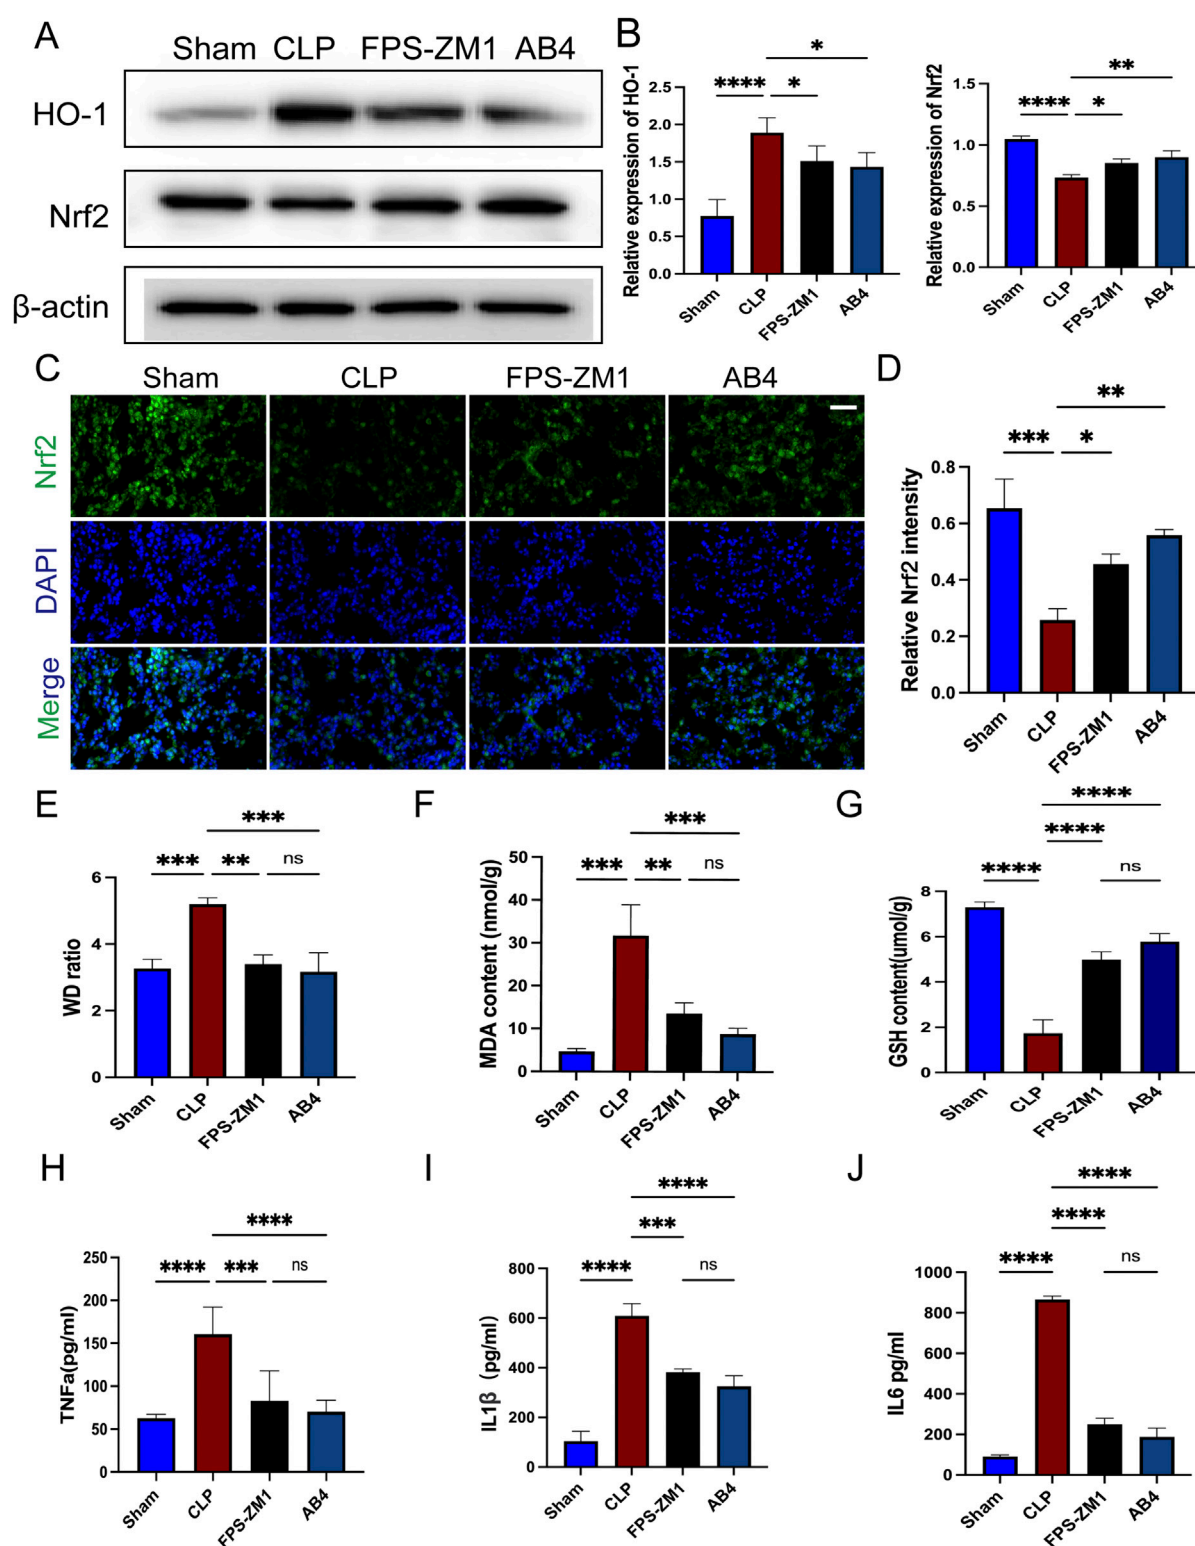 A
Sham CLP FPS-ZM1 AB4
HO-1
Nrf2
β-actin
B
Relative expression of HO-1
2.5
2.0
1.5
1.0
0.5
0.0
**** *
*
Sham CLP FPS-ZM1 AB4
Relative expression of Nrf2
1.5
1.0
0.5
0.0
**** *
**
Sham CLP FPS-ZM1 AB4
C
Sham CLP FPS-ZM1 AB4
Nrf2
DAPI
Merge
D
Relative Nrf2 intensity
0.8
0.6
0.4
0.2
0.0
**
*** *
Sham CLP FPS-ZM1 AB4
E
WD ratio
6
4
2
0
***
*** ** ns
Sham CLP FPS-ZM1 AB4
F
MDA content (nmol/g)
50
40
30
20
10
0
***
*** ** ns
Sham CLP FPS-ZM1 AB4
G
GSH content(umol/g)
8
6
4
2
0
****
****
**** ns
Sham CLP FPS-ZM1 AB4
H
TNFa(pg/ml)
250
200
150
100
50
0
****
**** *** ns
Sham CLP FPS-ZM1 AB4
I
IL1β (pg/ml)
800
600
400
200
0
****
***
**** ns
Sham CLP FPS-ZM1 AB4
J
IL6 pg/ml
1000
800
600
400
200
0
****
****
**** ns
Sham CLP FPS-ZM1 AB4